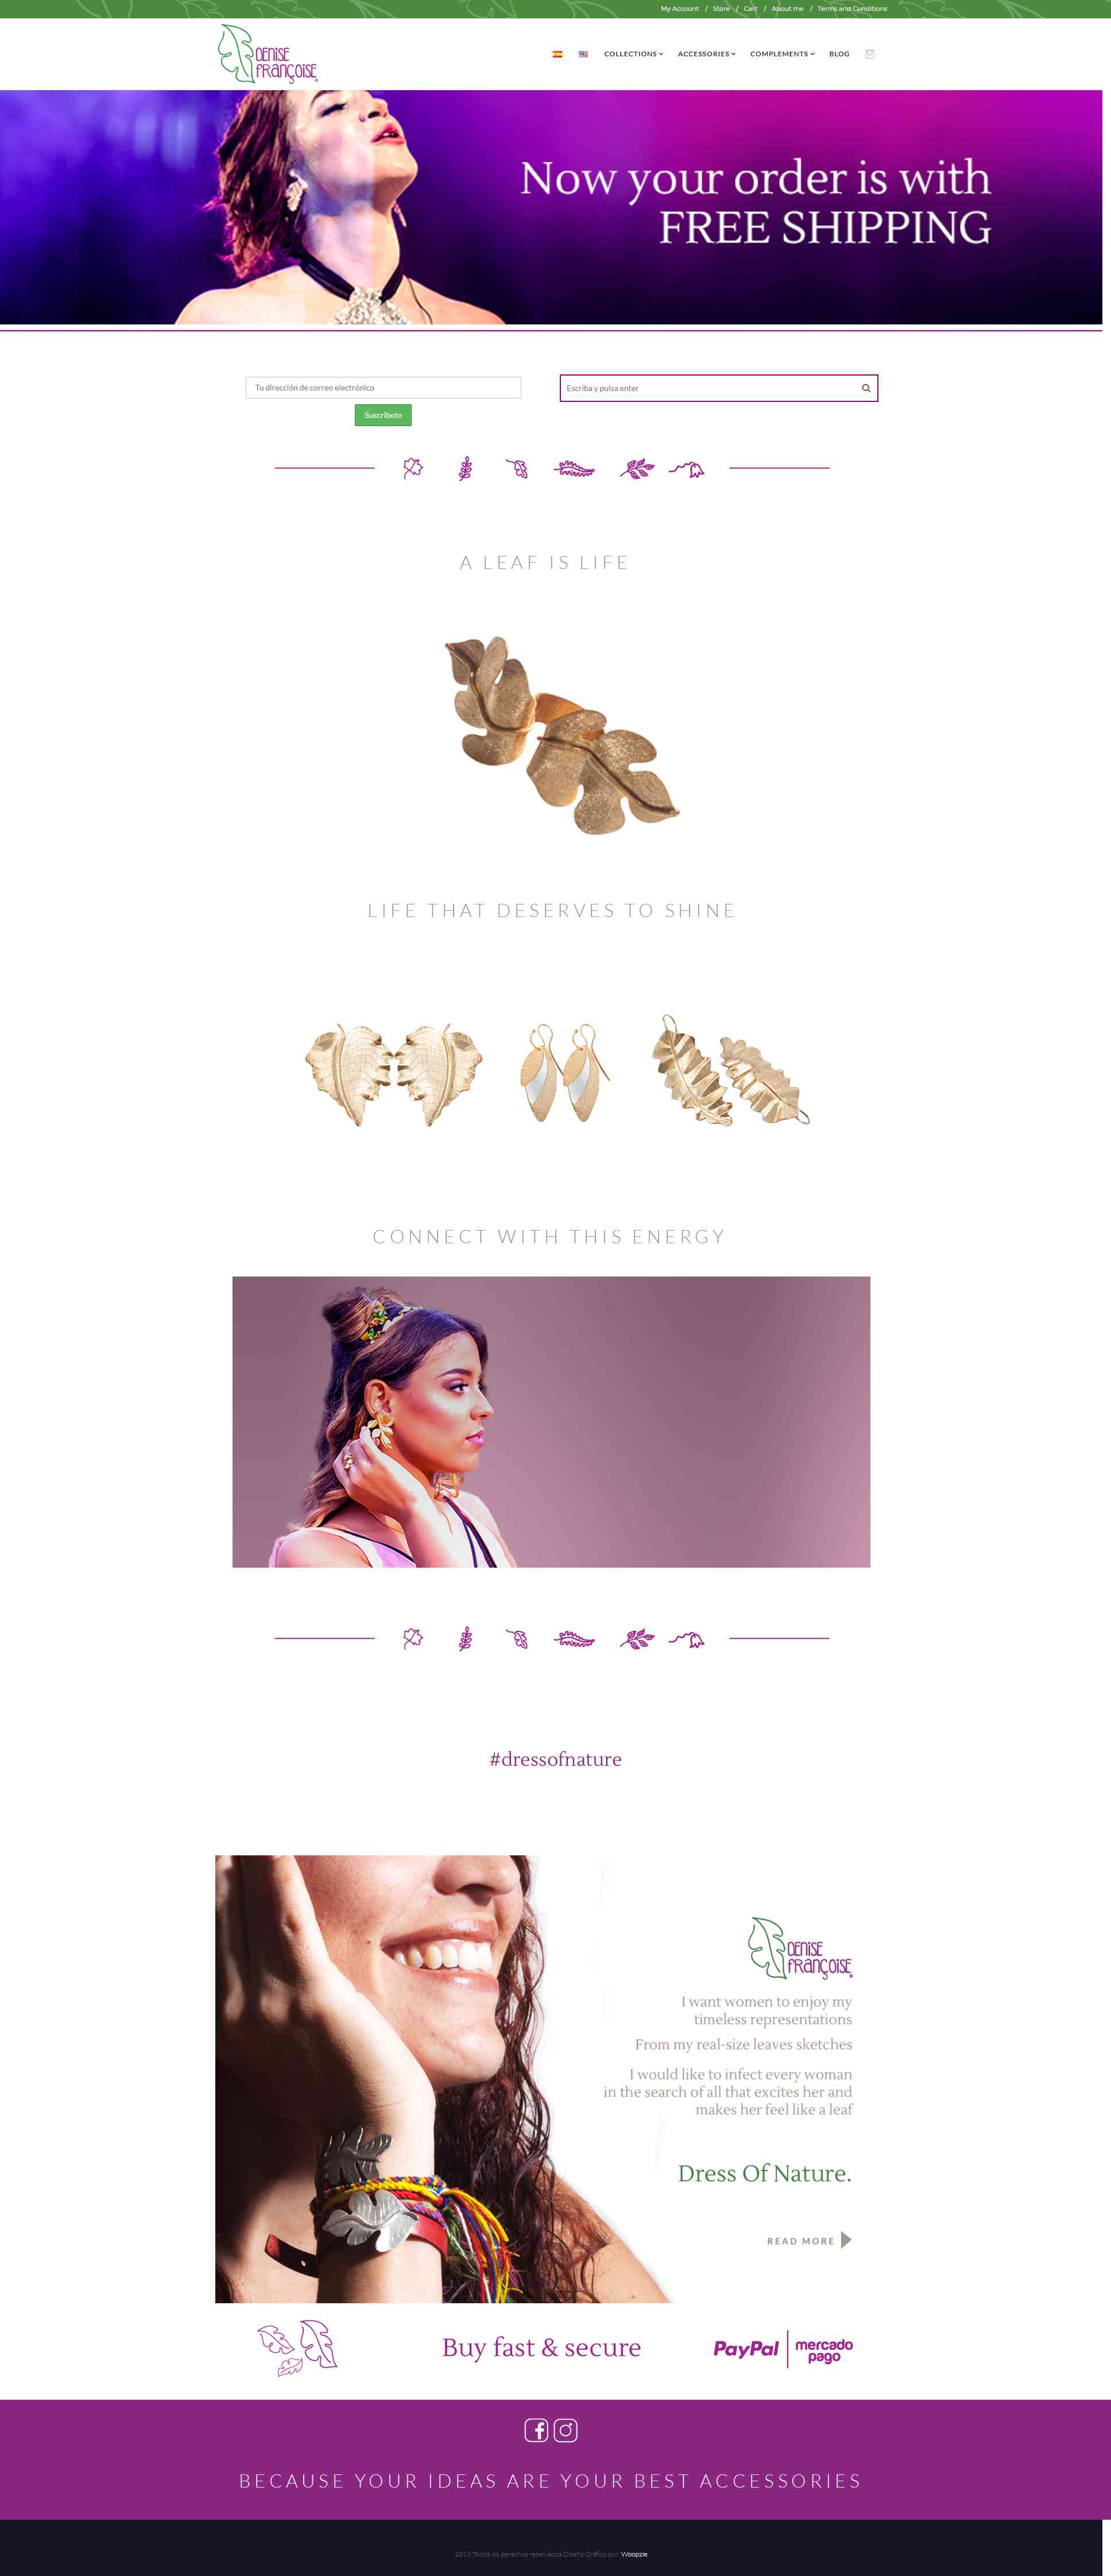 My Account / Store / Cart / About me / Terms and Conditions
DENISE
FRANÇOISE
COLLECTIONS ACCESSORIES COMPLEMENTS BLOG
Now your order is with
FREE SHIPPING
Tu dirección de correo electrónico
Escriba y pulsa enter
Suscríbete
A LEAF IS LIFE
LIFE THAT DESERVES TO SHINE
CONNECT WITH THIS ENERGY
#dressofnature
DENISE
FRANÇOISE
I want women to enjoy my
timeless representations
From my real-size leaves sketches
I would like to infect every woman
in the search of all that excites her and
makes her feel like a leaf
Dress Of Nature.
READ MORE
Buy fast & secure
PayPal
mercado
pago
BECAUSE YOUR IDEAS ARE YOUR BEST ACCESSORIES
2019 Todos los derechos reservados Diseño Gráfico por: Woopzie